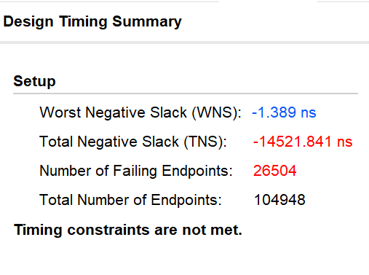 Design Timing Summary
Setup
Worst Negative Slack (WNS): -1.389 ns
Total Negative Slack (TNS): -14521.841 ns
Number of Failing Endpoints: 26504
Total Number of Endpoints: 104948
Timing constraints are not met.